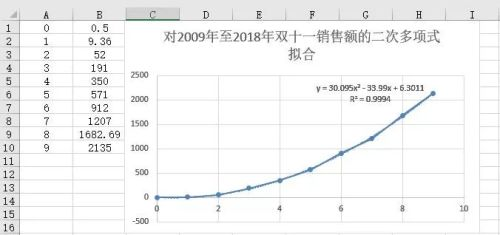 A B C D E F G H I
1 0 0.5
2 1 9.36
3 2 52
4 3 191
5 4 350
6 5 571
7 6 912
8 7 1207
9 8 1682.69
10 9 2135
11
12
13
14
15
16
对2009年至2018年双十一销售额的二次多项式
拟合
y = 30.095x² - 33.99x + 6.3011
R² = 0.9994
2500
2000
1500
1000
500
0
-500
0 2 4 6 8 10